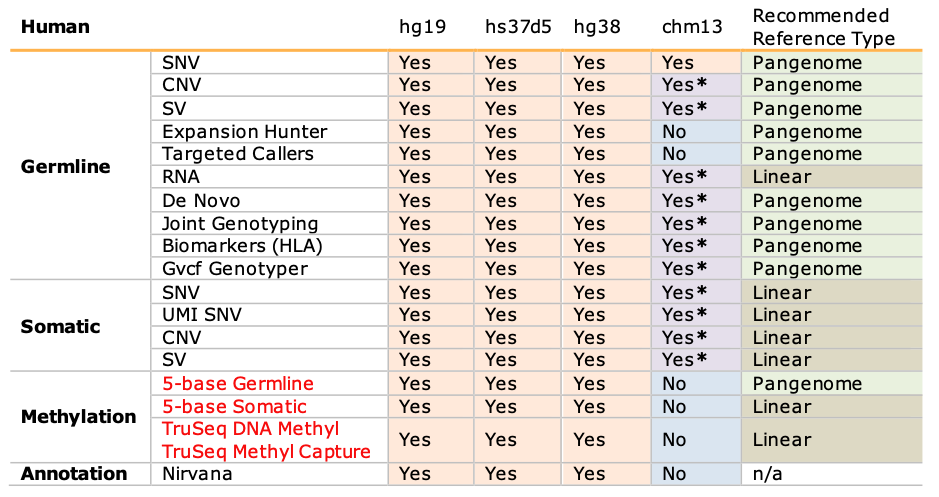 Human hg19 hs37d5 hg38 chm13 Recommended
Reference Type
SNV Yes Yes Yes Yes Pangenome
CNV Yes Yes Yes Yes* Pangenome
SV Yes Yes Yes Yes* Pangenome
Expansion Hunter Yes Yes Yes No Pangenome
Targeted Callers Yes Yes Yes No Pangenome
Germline
RNA Yes Yes Yes Yes* Linear
De Novo Yes Yes Yes Yes* Pangenome
Joint Genotyping Yes Yes Yes Yes* Pangenome
Biomarkers (HLA) Yes Yes Yes Yes* Pangenome
Gvcf Genotyper Yes Yes Yes Yes* Pangenome
SNV Yes Yes Yes Yes* Linear
UMI SNV Yes Yes Yes Yes* Linear
Somatic
CNV Yes Yes Yes Yes* Linear
SV Yes Yes Yes Yes* Linear
5-base Germline Yes Yes Yes No Pangenome
5-base Somatic Yes Yes Yes No Linear
Methylation
TruSeq DNA Methyl
TruSeq Methyl Capture Yes Yes Yes No Linear
Annotation Nirvana Yes Yes Yes No n/a